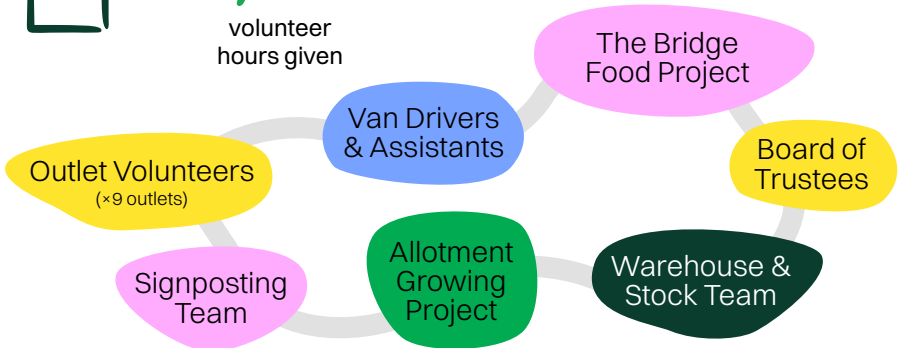 volunteer
hours given
The Bridge
Food Project
Van Drivers
& Assistants
Board of
Trustees
Outlet Volunteers
(×9 outlets)
Allotment
Growing
Project
Warehouse &
Stock Team
Signposting
Team